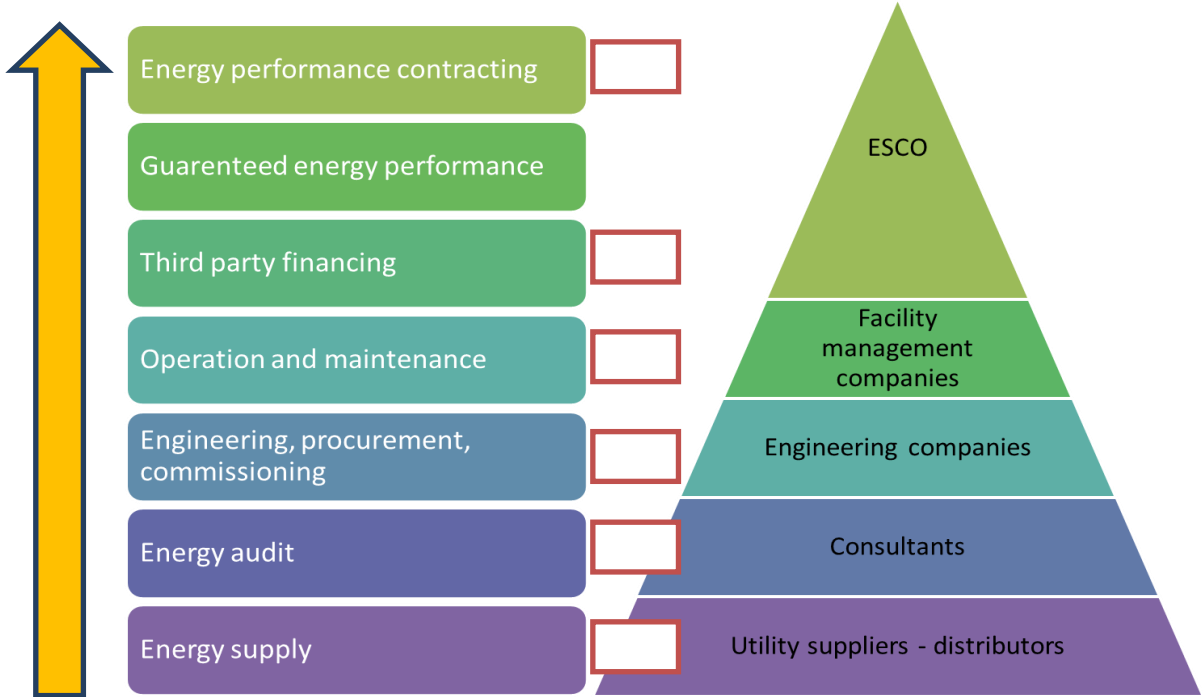 Energy performance contracting
Guarenteed energy performance
Third party financing
Operation and maintenance
Engineering, procurement,
commissioning
Energy audit
Energy supply
ESCO
Facility
management
companies
Engineering companies
Consultants
Utility suppliers - distributors